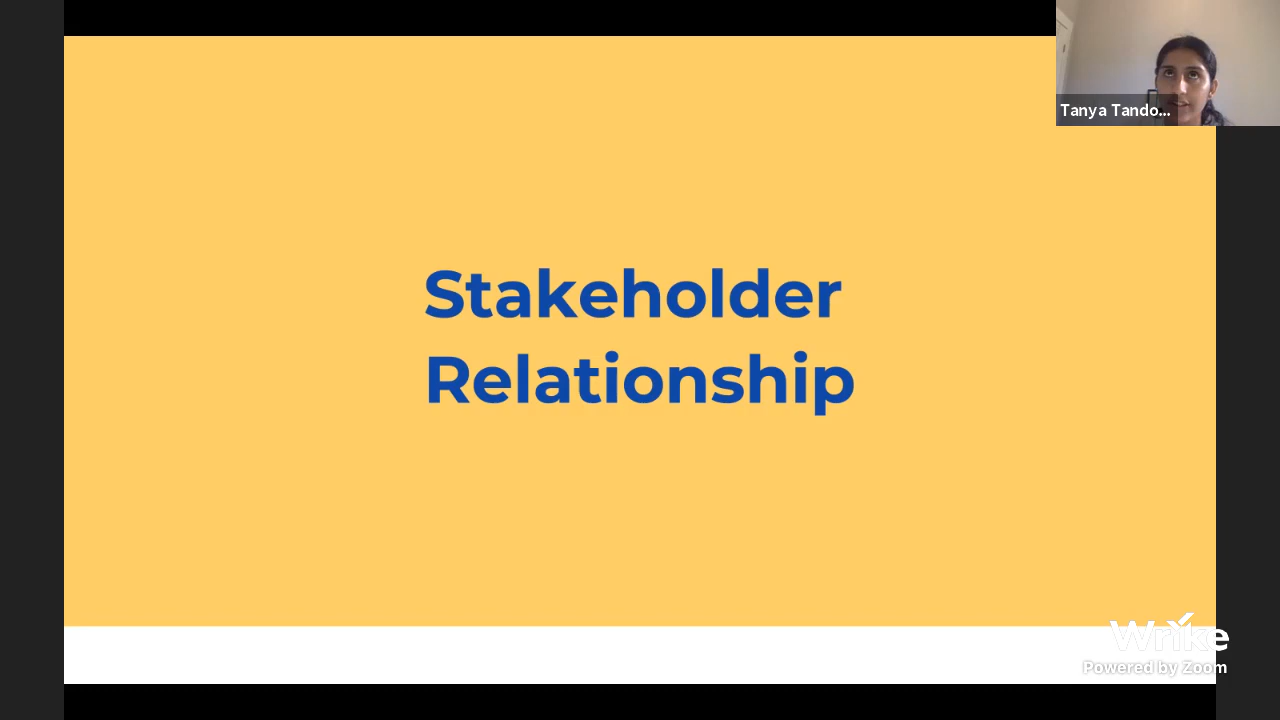 Tanya Tando...
Stakeholder
Relationship
Wrike
Powered by Zoom